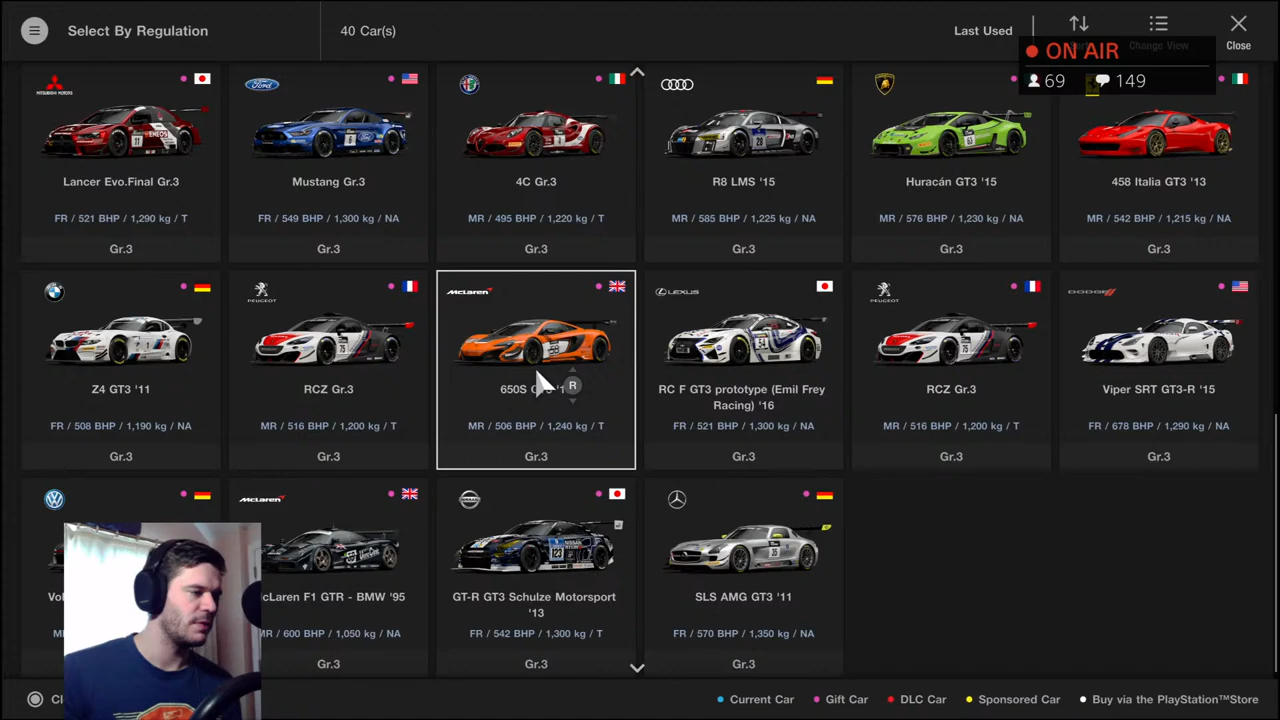 Select By Regulation
40 Car(s)
Last Used
Change View
Close
ON AIR
69
149
MITSUBISHI MOTORS
Ford
Lancer Evo.Final Gr.3
Mustang Gr.3
4C Gr.3
R8 LMS '15
Huracán GT3 '15
458 Italia GT3 '13
FR / 521 BHP / 1,290 kg / T
FR / 549 BHP / 1,300 kg / NA
MR / 495 BHP / 1,220 kg / T
MR / 585 BHP / 1,225 kg / NA
MR / 576 BHP / 1,230 kg / NA
MR / 542 BHP / 1,215 kg / NA
Gr.3
Gr.3
Gr.3
Gr.3
Gr.3
Gr.3
PEUGEOT
McLaren
LEXUS
PEUGEOT
DODGE
Z4 GT3 '11
RCZ Gr.3
650S
RC F GT3 prototype (Emil Frey
Racing) '16
RCZ Gr.3
Viper SRT GT3-R '15
R
FR / 508 BHP / 1,190 kg / NA
MR / 516 BHP / 1,200 kg / T
MR / 506 BHP / 1,240 kg / T
FR / 521 BHP / 1,300 kg / NA
MR / 516 BHP / 1,200 kg / T
FR / 678 BHP / 1,290 kg / NA
Gr.3
Gr.3
Gr.3
Gr.3
Gr.3
Gr.3
McLaren
NISSAN
Vol
cLaren F1 GTR - BMW '95
GT-R GT3 Schulze Motorsport
'13
SLS AMG GT3 '11
MR / 600 BHP / 1,050 kg / NA
FR / 542 BHP / 1,300 kg / T
FR / 570 BHP / 1,350 kg / NA
Gr.3
Gr.3
Gr.3
Current Car
Gift Car
DLC Car
Sponsored Car
Buy via the PlayStation™Store